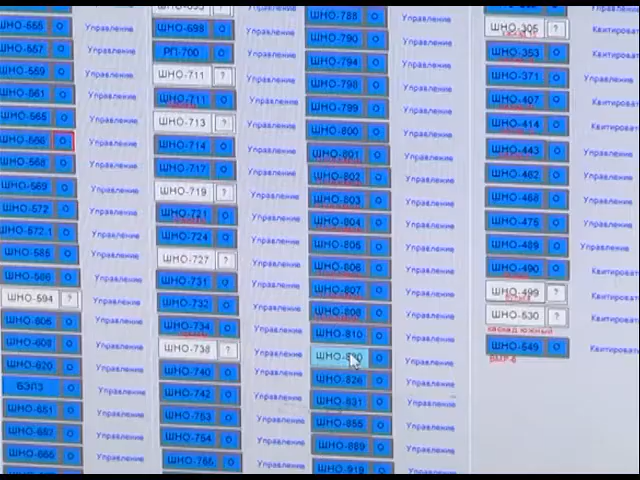 ШНО-555 Управление
ШНО-557 О Управление
ШНО-559 О Управление
ШНО-561 О Управление
ШНО-565 О Управление
ШНО-566 О Управление
ШНО-568 О Управление
ШНО-569 О Управление
ШНО-572 О Управление
ШНО-572.1 О Управление
ШНО-585 О Управление
ШНО-586 О Управление
ШНО-594 ? Управление
ШНО-605 О Управление
ШНО-608 О Управление
ШНО-620 О Управление
БЭЛЗ О Управление
ШНО-651 О Управление
ШНО-657 О Управление
ШНО-665 О Управление
ШНО-698 О Управление
РП-700 О Управление
ШНО-711 ? Управление
ШНО-711 О Управление
ШНО-713 ? Управление
ШНО-714 О Управление
ШНО-717 О Управление
ШНО-719 ? Управление
ШНО-721 О Управление
ШНО-724 О Управление
ШНО-727 ? Управление
ШНО-731 О Управление
ШНО-732 О Управление
ШНО-734 О Управление
ШНО-738 ? Управление
ШНО-740 О Управление
ШНО-742 О Управление
ШНО-753 О Управление
ШНО-754 О Управление
ШНО-765 О Управление
ШНО-788 О Управление
ШНО-790 О Управление
ШНО-794 О Управление
ШНО-798 О Управление
ШНО-799 О Управление
ШНО-800 О Управление
ШНО-801 О Управление
ШНО-802 О Управление
ШНО-803 О Управление
ШНО-804 О Управление
ШНО-805 О Управление
ШНО-806 О Управление
ШНО-807 О Управление
ШНО-808 О Управление
ШНО-810 О Управление
О Управление
ШНО-826 О Управление
ШНО-831 О Управление
ШНО-855 О Управление
ШНО-869 О Управление
ШНО-918 О Управление
ШНО-305 ? Квитироват
ШНО-353 О Квитироват
ШНО-371 О Управление
ШНО-407 О Квитироват
ШНО-414 О Квитироват
ШНО-443 О Управление
ШНО-462 О Управление
ШНО-468 О Управление
ШНО-475 О Управление
ШНО-489 О Управление
ШНО-490 О Квитироват
ШНО-499 ? Квитироват
ШНО-530 ? Квитироват
каскад южный
ШНО-549 О Квитироват
ВМР-6